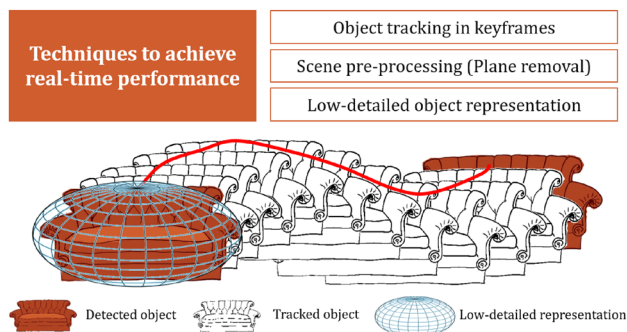 Techniques to achieve
real-time performance
Object tracking in keyframes
Scene pre-processing (Plane removal)
Low-detailed object representation
Detected object
Tracked object
Low-detailed representation